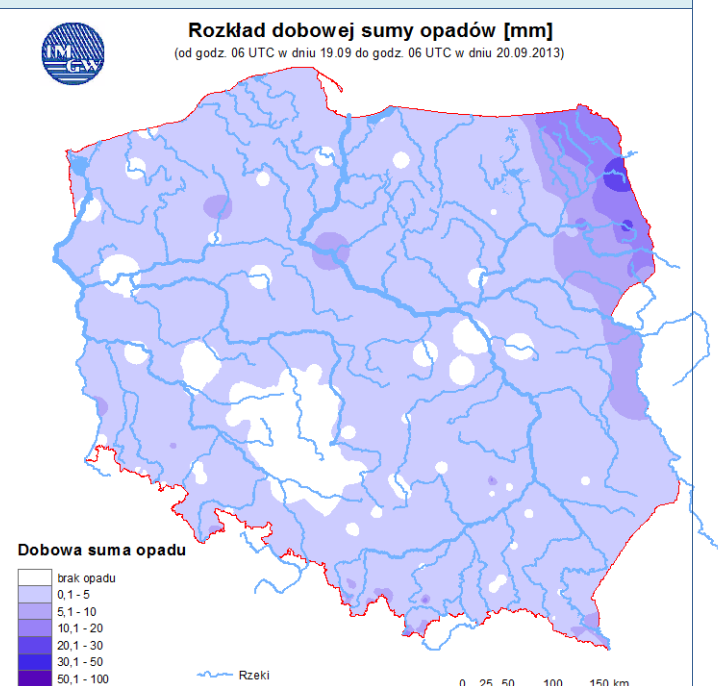 IM
GW
Rozkład dobowej sumy opadów [mm]
(od godz. 06 UTC w dniu 19.09 do godz. 06 UTC w dniu 20.09.2013)
Dobowa suma opadu
brak opadu
0,1 - 5
5,1 - 10
10,1 - 20
20,1 - 30
30,1 - 50
50,1 - 100
Rzeki
0 25 50 100 150 km